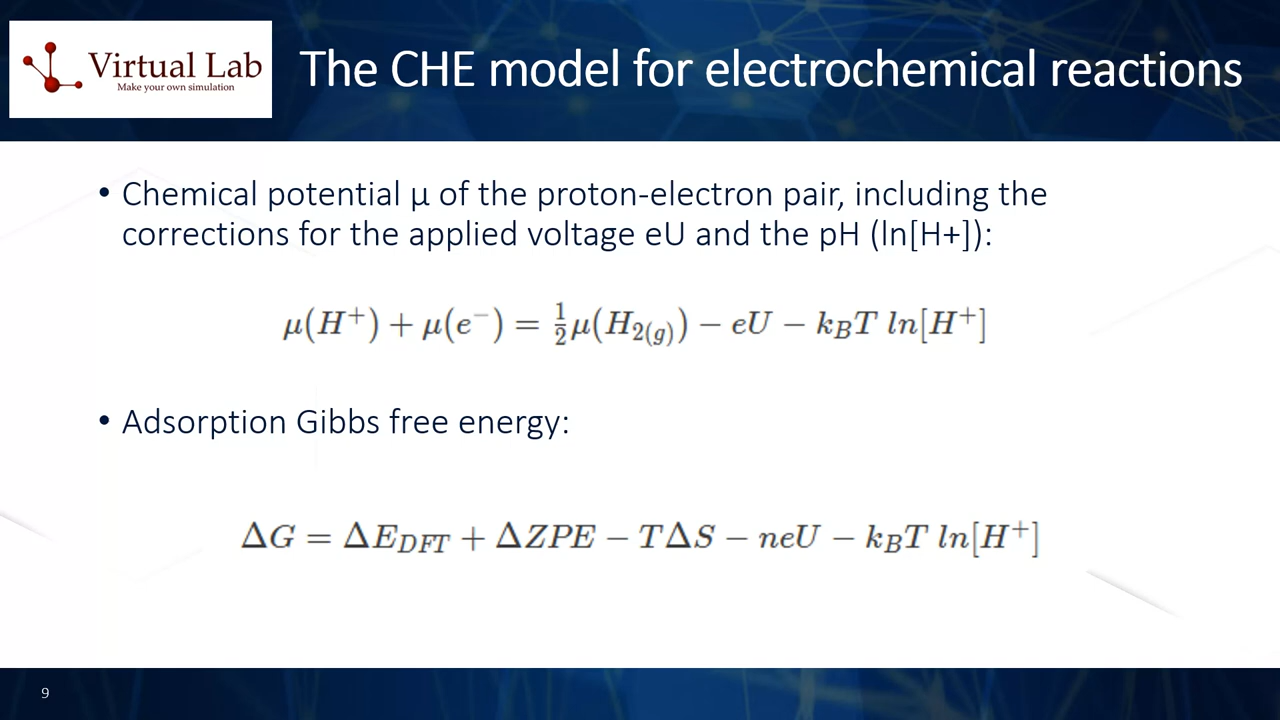 Virtual Lab
Make your own simulation
The CHE model for electrochemical reactions
• Chemical potential μ of the proton-electron pair, including the
corrections for the applied voltage eU and the pH (ln[H+]):
μ(H⁺) + μ(e⁻) = ½μ(H₂₍g₎) − eU − k_BT ln[H⁺]
• Adsorption Gibbs free energy:
ΔG = ΔE_DFT + ΔZPE − TΔS − neU − k_BT ln[H⁺]
9